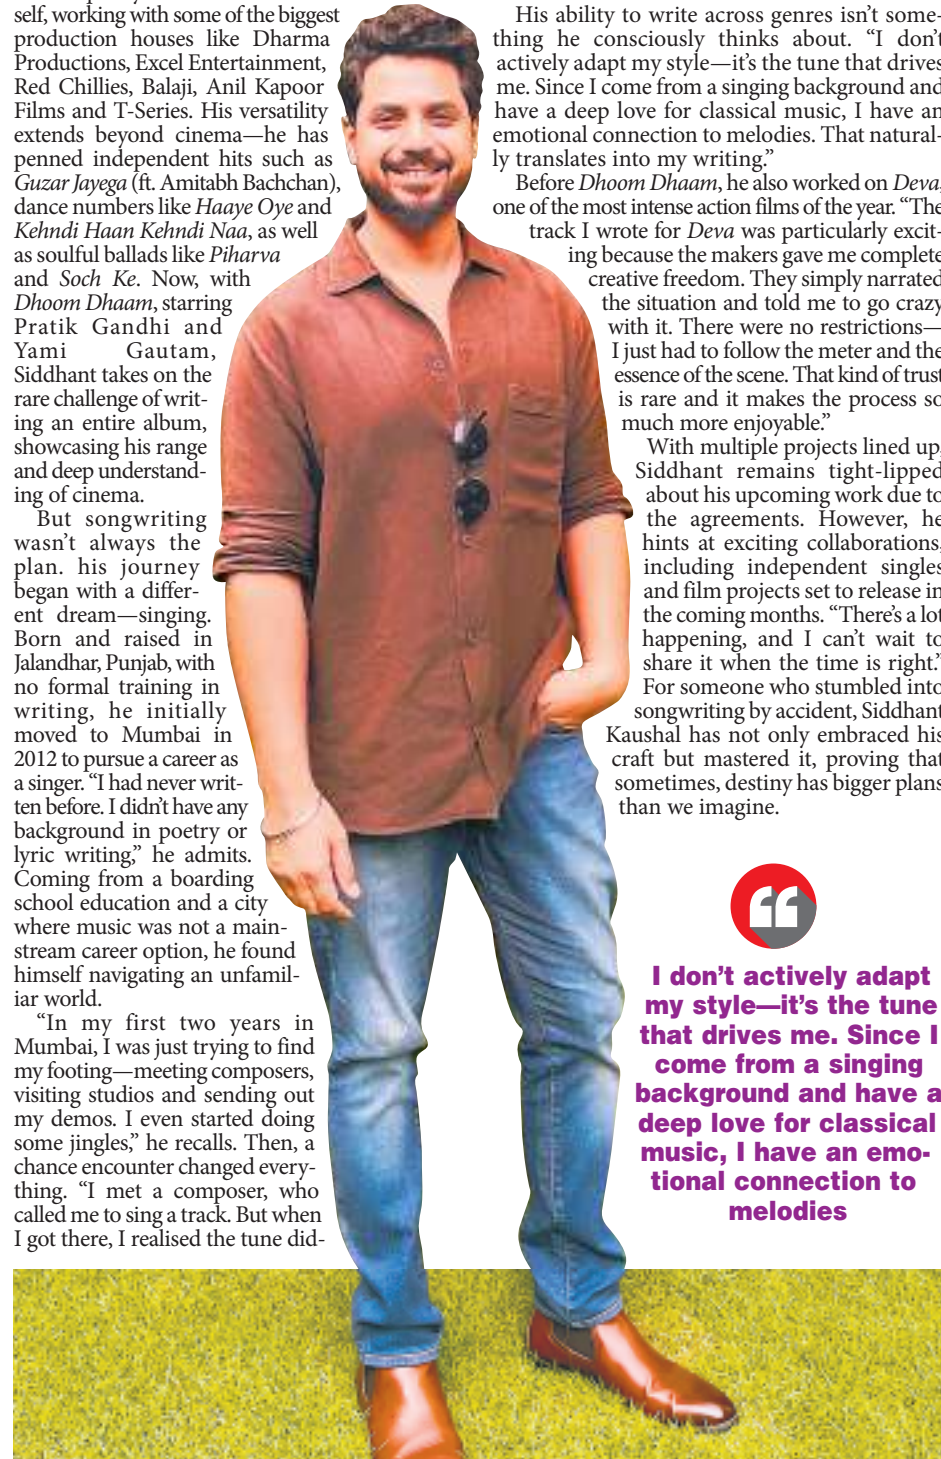 self, working with some of the biggest
production houses like Dharma
Productions, Excel Entertainment,
Red Chillies, Balaji, Anil Kapoor
Films and T-Series. His versatility
extends beyond cinema—he has
penned independent hits such as
Guzar Jayega (ft. Amitabh Bachchan),
dance numbers like Haaye Oye and
Kehndi Haan Kehndi Naa, as well
as soulful ballads like Piharva
and Soch Ke. Now, with
Dhoom Dhaam, starring
Pratik Gandhi and
Yami Gautam,
Siddhant takes on the
rare challenge of writ-
ing an entire album,
showcasing his range
and deep understand-
ing of cinema.
But songwriting
wasn't always the
plan. his journey
began with a differ-
ent dream—singing.
Born and raised in
Jalandhar, Punjab, with
no formal training in
writing, he initially
moved to Mumbai in
2012 to pursue a career as
a singer. “I had never writ-
ten before. I didn't have any
background in poetry or
lyric writing,” he admits.
Coming from a boarding
school education and a city
where music was not a main-
stream career option, he found
himself navigating an unfamil-
iar world.
“In my first two years in
Mumbai, I was just trying to find
my footing—meeting composers,
visiting studios and sending out
my demos. I even started doing
some jingles,” he recalls. Then, a
chance encounter changed every-
thing. “I met a composer, who
called me to sing a track. But when
I got there, I realised the tune did-
His ability to write across genres isn't some-
thing he consciously thinks about. “I don't
actively adapt my style—it's the tune that drives
me. Since I come from a singing background and
have a deep love for classical music, I have an
emotional connection to melodies. That natural-
ly translates into my writing.”
Before Dhoom Dhaam, he also worked on Deva,
one of the most intense action films of the year. “The
track I wrote for Deva was particularly excit-
ing because the makers gave me complete
creative freedom. They simply narrated
the situation and told me to go crazy
with it. There were no restrictions—
I just had to follow the meter and the
essence of the scene. That kind of trust
is rare and it makes the process so
much more enjoyable.”
With multiple projects lined up,
Siddhant remains tight-lipped
about his upcoming work due to
the agreements. However, he
hints at exciting collaborations,
including independent singles
and film projects set to release in
the coming months. “There's a lot
happening, and I can't wait to
share it when the time is right.”
For someone who stumbled into
songwriting by accident, Siddhant
Kaushal has not only embraced his
craft but mastered it, proving that
sometimes, destiny has bigger plans
than we imagine.
I don't actively adapt
my style—it's the tune
that drives me. Since I
come from a singing
background and have a
deep love for classical
music, I have an emo-
tional connection to
melodies